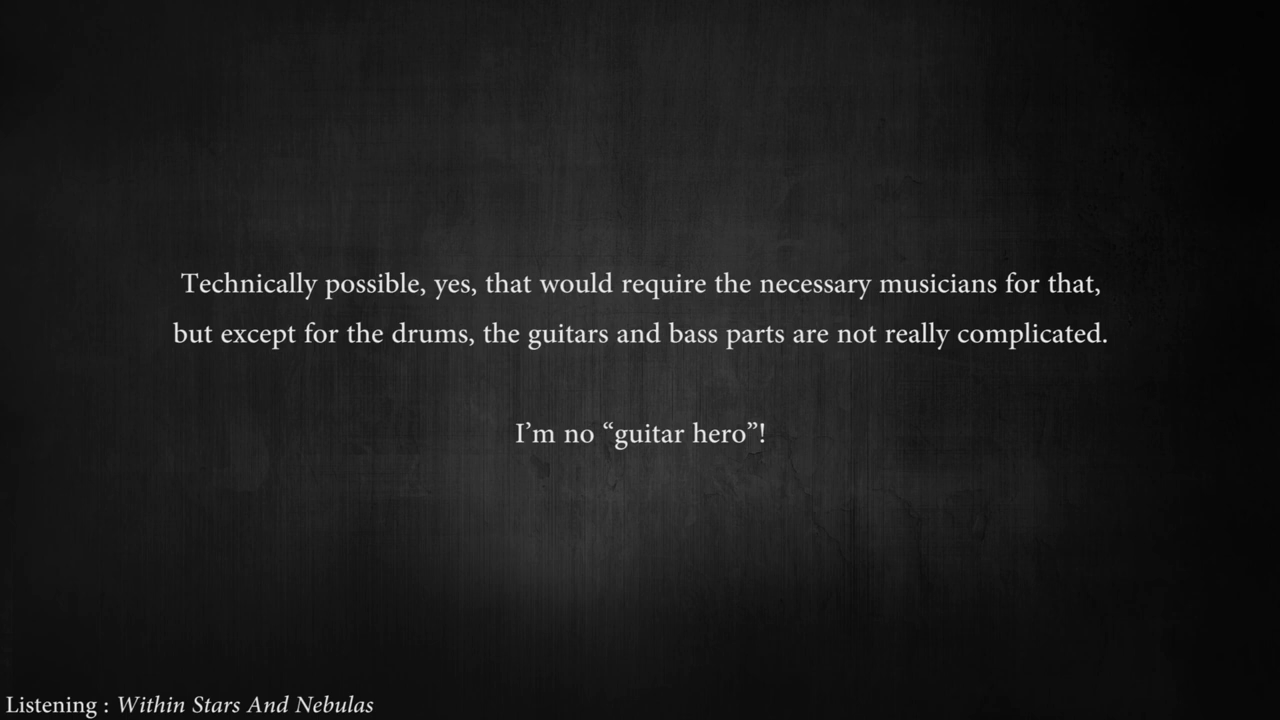 Technically possible, yes, that would require the necessary musicians for that,
but except for the drums, the guitars and bass parts are not really complicated.
I’m no “guitar hero”!
Listening : Within Stars And Nebulas